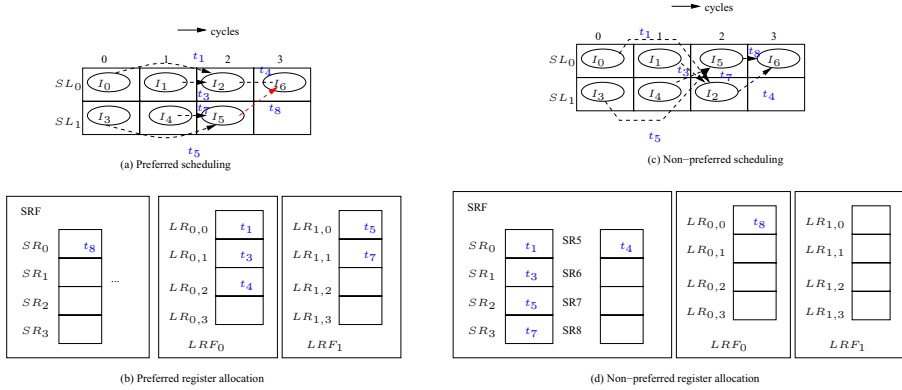 cycles
0 1 2 3
t1 t4
SL0 I0 I1 I2 I6
t3
t7 t8
SL1 I3 I4 I5
t5
(a) Preferred scheduling
cycles
t1
0 1 2 3
t8
SL0 I0 I1 I5 I6
t3 t7
SL1 I3 I4 I2 t4
t5
(c) Non−preferred scheduling
SRF
SR0 t8
SR1
...
SR2
SR3
LR0,0 t1
LR0,1 t3
LR0,2 t4
LR0,3
LRF0
LR1,0 t5
LR1,1 t7
LR1,2
LR1,3
LRF1
(b) Preferred register allocation
SRF
SR0 t1 SR5 t4
SR1 t3 SR6
SR2 t5 SR7
SR3 t7 SR8
LR0,0 t8
LR0,1
LR0,2
LR0,3
LRF0
LR1,0
LR1,1
LR1,2
LR1,3
LRF1
(d) Non−preferred register allocation